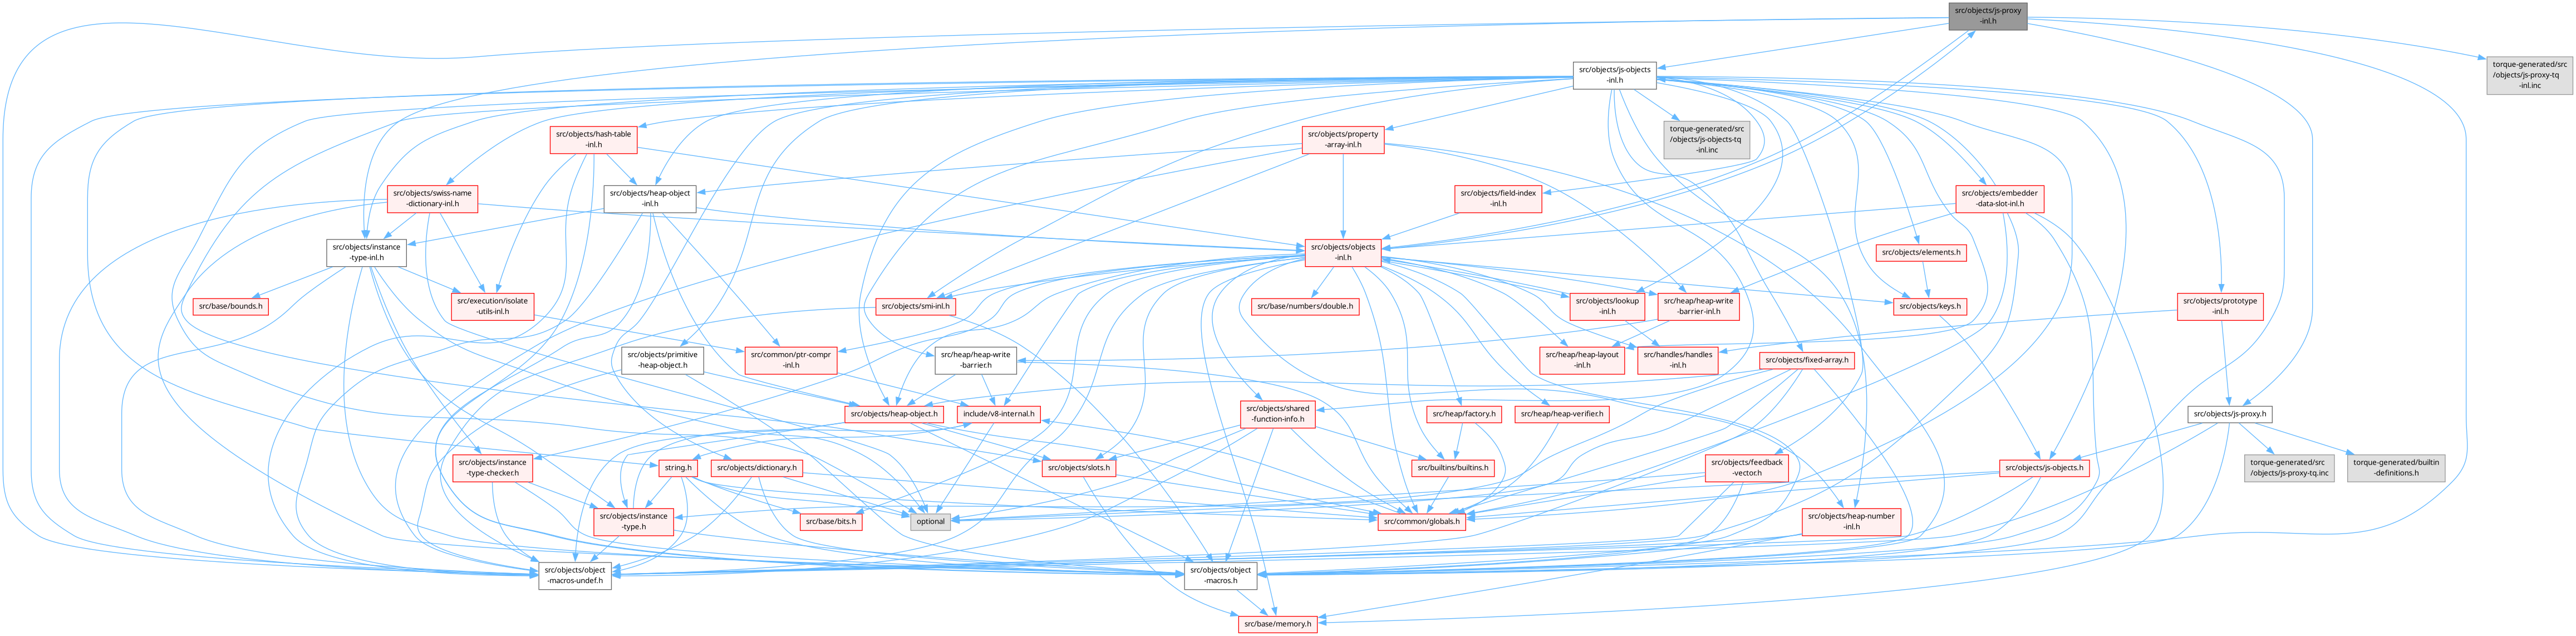 src/objects/js-proxy
-inl.h
torque-generated/src
/objects/js-proxy-tq
-inl.inc
src/objects/js-objects
-inl.h
src/objects/hash-table
-inl.h
src/objects/property
-array-inl.h
torque-generated/src
/objects/js-objects-tq
-inl.inc
src/objects/swiss-name
-dictionary-inl.h
src/objects/heap-object
-inl.h
src/objects/field-index
-inl.h
src/objects/embedder
-data-slot-inl.h
src/objects/instance
-type-inl.h
src/objects/objects
-inl.h
src/objects/elements.h
src/base/bounds.h
src/execution/isolate
-utils-inl.h
src/objects/smi-inl.h
src/base/numbers/double.h
src/objects/lookup
-inl.h
src/heap/heap-write
-barrier-inl.h
src/objects/keys.h
src/objects/prototype
-inl.h
src/objects/primitive
-heap-object.h
src/common/ptr-compr
-inl.h
src/heap/heap-write
-barrier.h
src/heap/heap-layout
-inl.h
src/handles/handles
-inl.h
src/objects/fixed-array.h
src/objects/heap-object.h
include/v8-internal.h
src/objects/shared
-function-info.h
src/heap/factory.h
src/heap/heap-verifier.h
src/objects/js-proxy.h
src/objects/instance
-type-checker.h
string.h
src/objects/dictionary.h
src/objects/slots.h
src/builtins/builtins.h
src/objects/feedback
-vector.h
src/objects/js-objects.h
torque-generated/src
/objects/js-proxy-tq.inc
torque-generated/builtin
-definitions.h
src/objects/instance
-type.h
src/base/bits.h
optional
src/common/globals.h
src/objects/heap-number
-inl.h
src/objects/object
-macros-undef.h
src/objects/object
-macros.h
src/base/memory.h